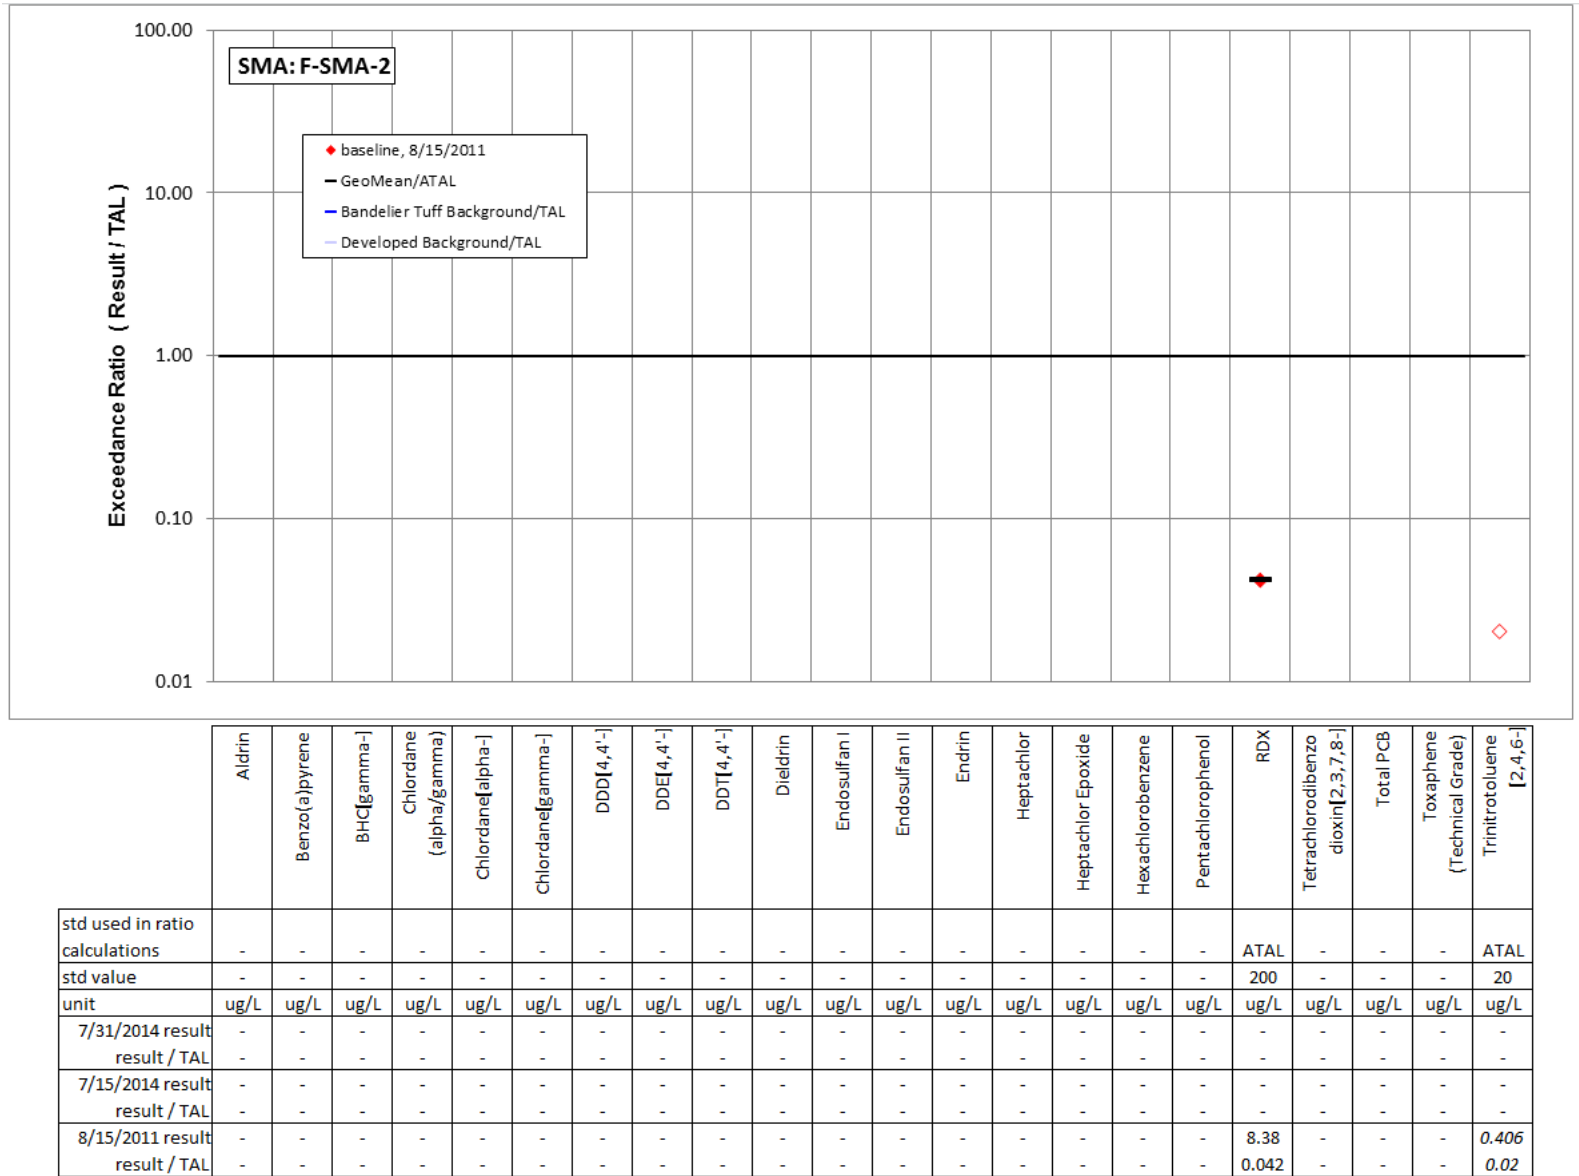 SMA: F-SMA-2
100.00
10.00
1.00
0.10
0.01
Exceedance Ratio ( Result / TAL )
baseline, 8/15/2011
GeoMean/ATAL
Bandelier Tuff Background/TAL
Developed Background/TAL
Aldrin
Benzo(a)pyrene
BHC[gamma-]
Chlordane
(alpha/gamma)
Chlordane[alpha-]
Chlordane[gamma-]
DDD[4,4'-]
DDE[4,4'-]
DDT[4,4'-]
Dieldrin
Endosulfan I
Endosulfan II
Endrin
Heptachlor
Heptachlor Epoxide
Hexachlorobenzene
Pentachlorophenol
RDX
Tetrachlorodibenzo
dioxin[2,3,7,8-]
Total PCB
Toxaphene
(Technical Grade)
Trinitrotoluene
[2,4,6-]
std used in ratio
calculations - - - - - - - - - - - - - - - - - ATAL - - - ATAL
std value - - - - - - - - - - - - - - - - - 200 - - - 20
unit ug/L ug/L ug/L ug/L ug/L ug/L ug/L ug/L ug/L ug/L ug/L ug/L ug/L ug/L ug/L ug/L ug/L ug/L ug/L ug/L ug/L ug/L
7/31/2014 result - - - - - - - - - - - - - - - - - - - - - -
result / TAL - - - - - - - - - - - - - - - - - - - - - -
7/15/2014 result - - - - - - - - - - - - - - - - - - - - - -
result / TAL - - - - - - - - - - - - - - - - - - - - - -
8/15/2011 result - - - - - - - - - - - - - - - - - 8.38 - - - 0.406
result / TAL - - - - - - - - - - - - - - - - - 0.042 - - - 0.02